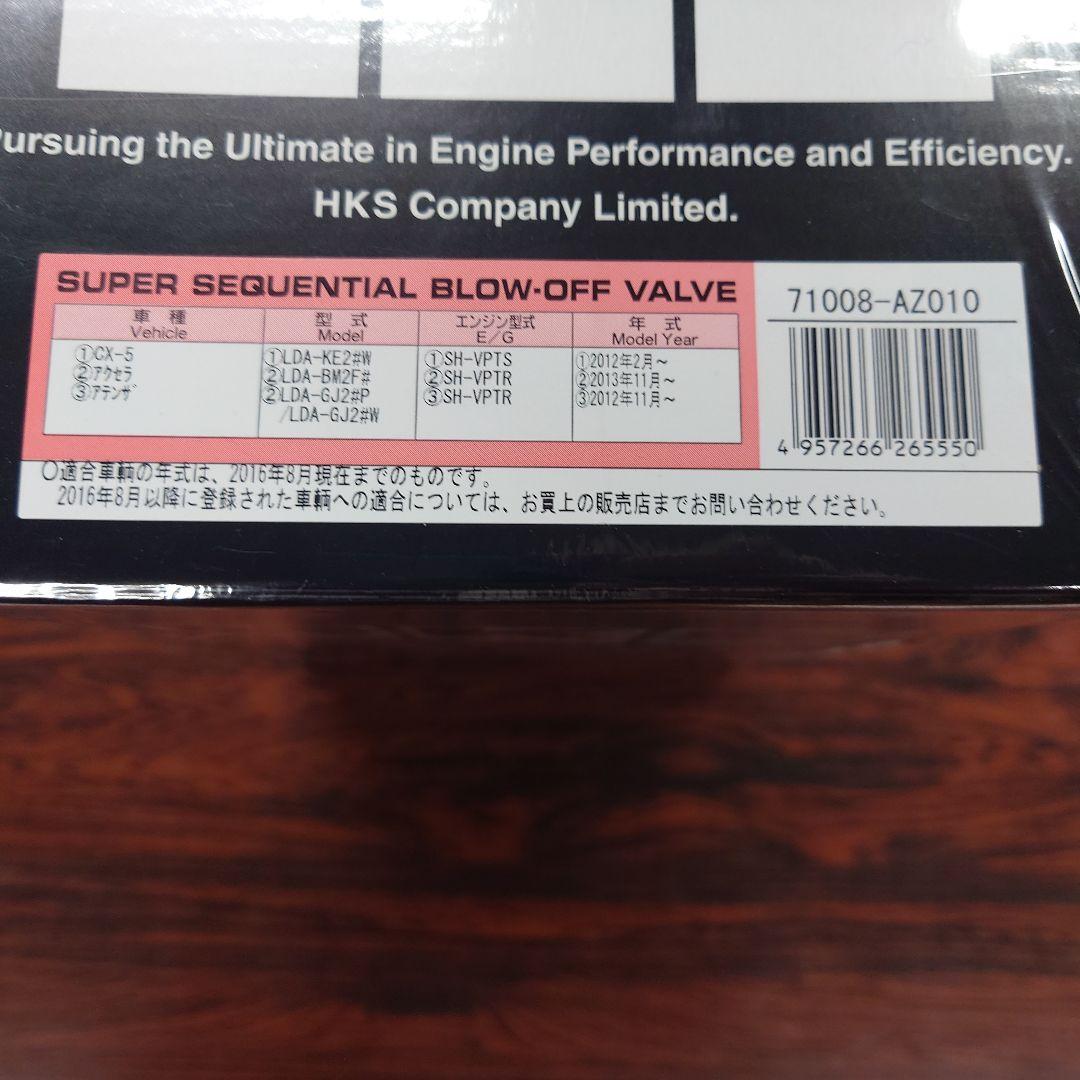 Pursuing the Ultimate in Engine Performance and Efficiency.
HKS Company Limited.
SUPER SEQUENTIAL BLOW-OFF VALVE
71008-AZ010
車種 型式 エンジン型式 年式
Vehicle Model E/G Model Year
①CX-5 ①LDA-KE2#W ①SH-VPTS ①2012年2月~
②アクセラ ②LDA-BM2F# ②SH-VPTR ②2013年11月~
③アテンザ ②LDA-GJ2#P ③SH-VPTR ③2012年11月~
/LDA-GJ2#W
4 957266 265550
○適合車輌の年式は、2016年8月現在までのものです。
2016年8月以降に登録された車輌への適合については、お買上の販売店までお問い合わせください。